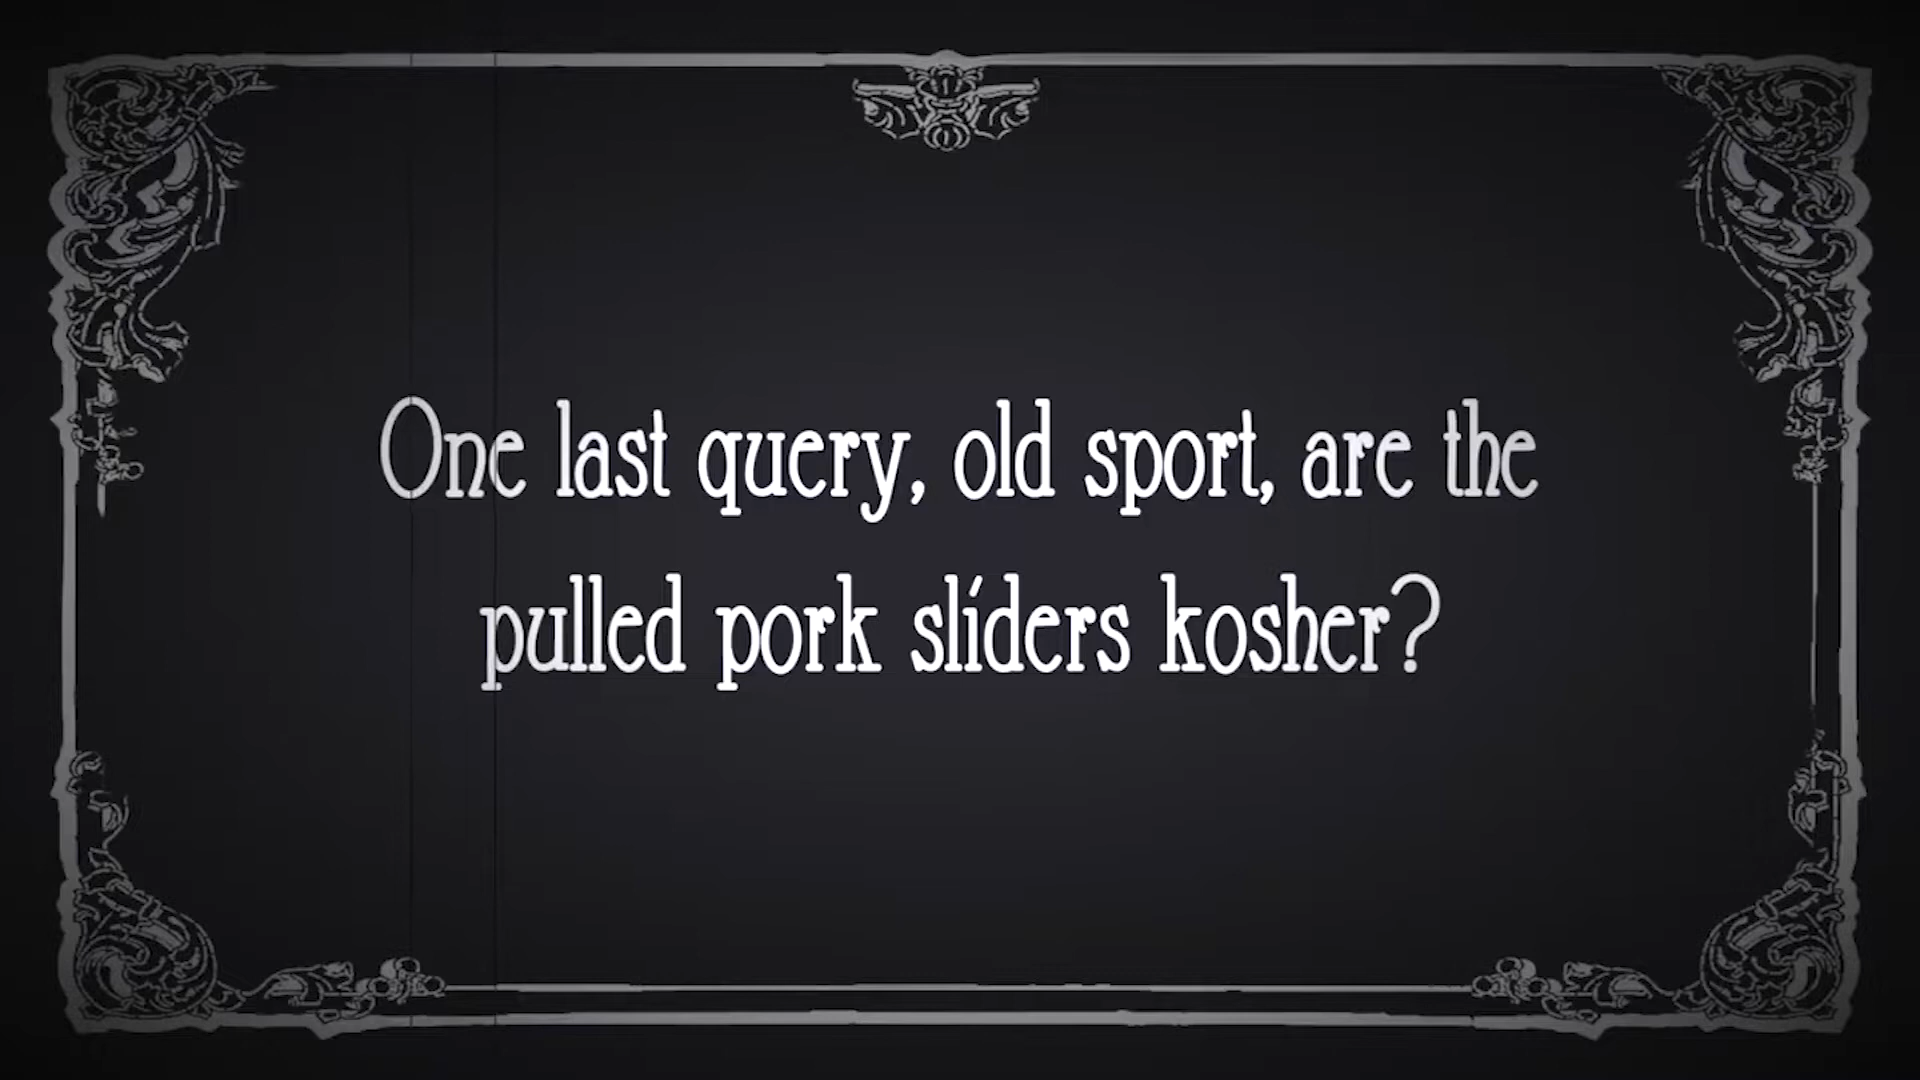 One last query, old sport, are the
pulled pork sliders kosher?